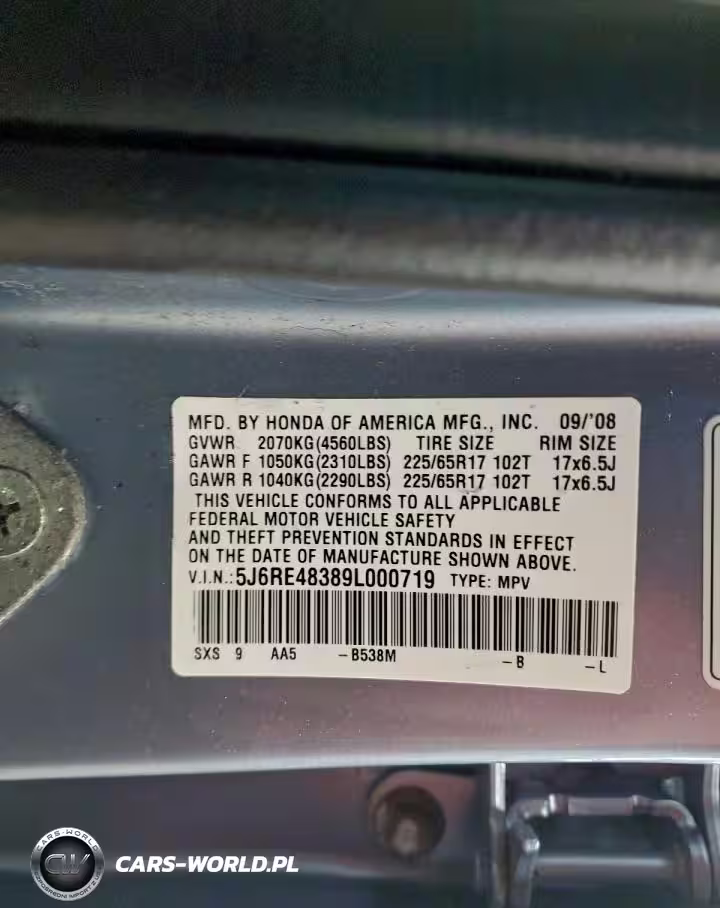 MFD. BY HONDA OF AMERICA MFG., INC. 09/'08
GVWR 2070KG(4560LBS) TIRE SIZE RIM SIZE
GAWR F 1050KG(2310LBS) 225/65R17 102T 17x6.5J
GAWR R 1040KG(2290LBS) 225/65R17 102T 17x6.5J
THIS VEHICLE CONFORMS TO ALL APPLICABLE
FEDERAL MOTOR VEHICLE SAFETY
AND THEFT PREVENTION STANDARDS IN EFFECT
ON THE DATE OF MANUFACTURE SHOWN ABOVE.
V.I.N.:5J6RE48389L000719 TYPE: MPV
SXS 9 AA5 -B538M -B -L
CARS-WORLD
CW
CARS-WORLD.PL